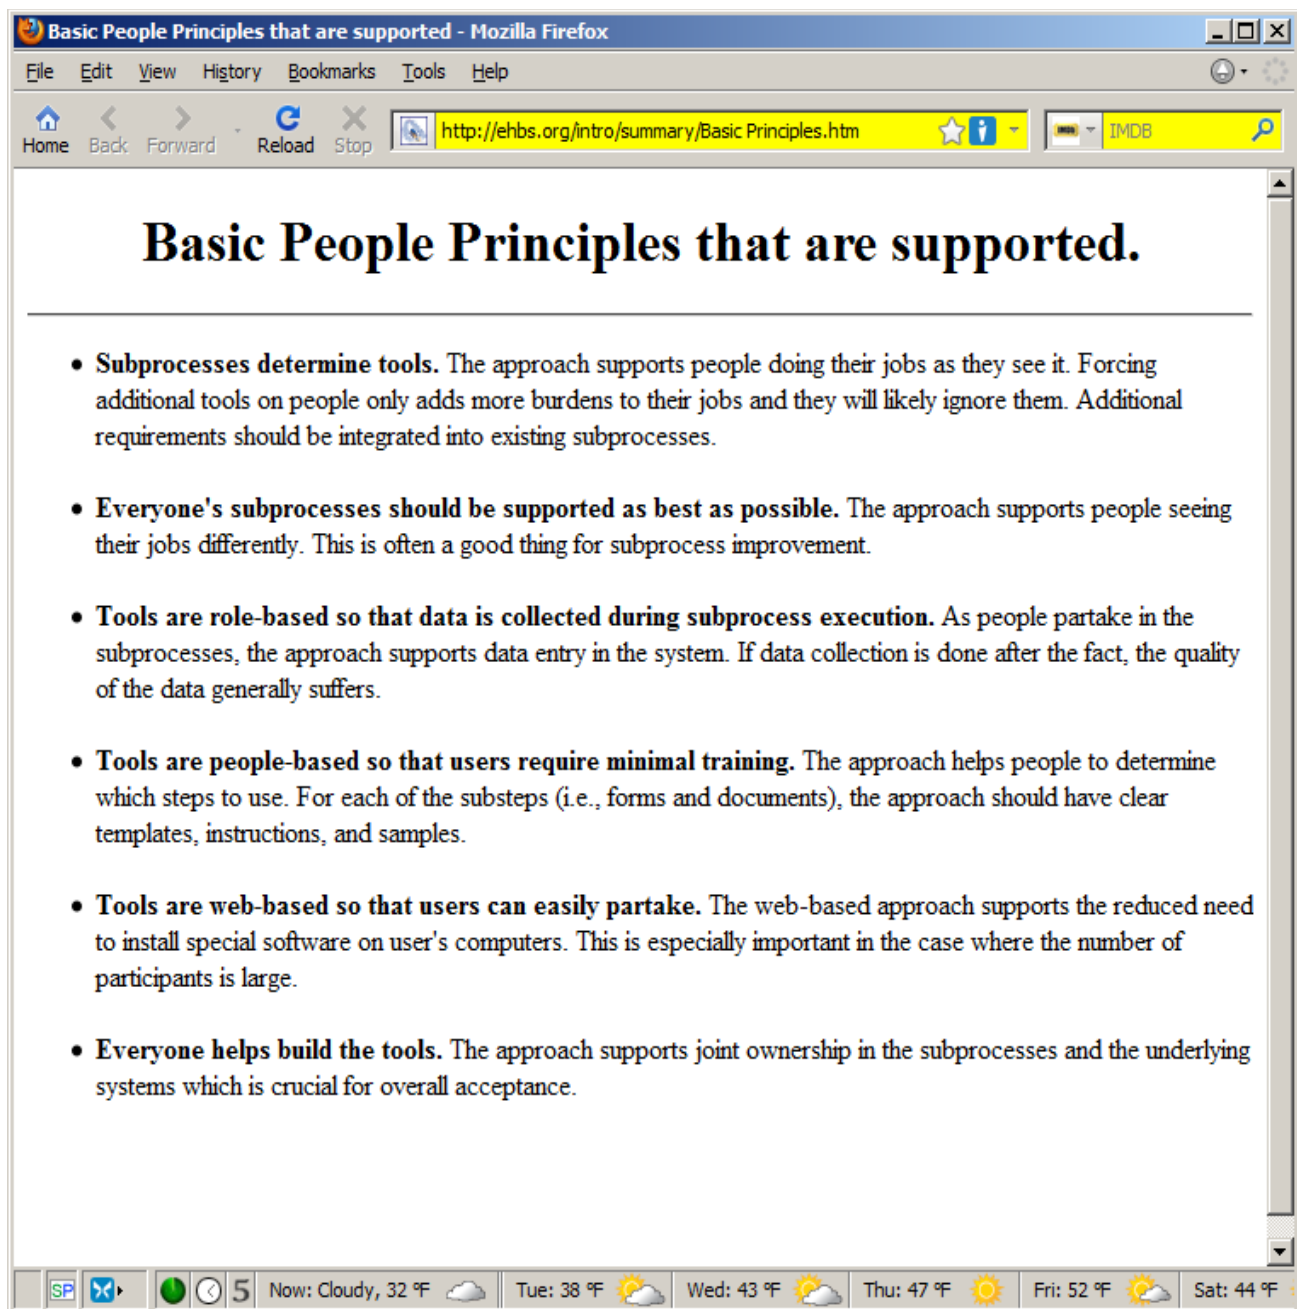 Basic People Principles that are supported - Mozilla Firefox
File Edit View History Bookmarks Tools Help
Home Back Forward Reload Stop http://ehbs.org/intro/summary/Basic Principles.htm IMDB
Basic People Principles that are supported.
• Subprocesses determine tools. The approach supports people doing their jobs as they see it. Forcing
additional tools on people only adds more burdens to their jobs and they will likely ignore them. Additional
requirements should be integrated into existing subprocesses.
• Everyone's subprocesses should be supported as best as possible. The approach supports people seeing
their jobs differently. This is often a good thing for subprocess improvement.
• Tools are role-based so that data is collected during subprocess execution. As people partake in the
subprocesses, the approach supports data entry in the system. If data collection is done after the fact, the quality
of the data generally suffers.
• Tools are people-based so that users require minimal training. The approach helps people to determine
which steps to use. For each of the substeps (i.e., forms and documents), the approach should have clear
templates, instructions, and samples.
• Tools are web-based so that users can easily partake. The web-based approach supports the reduced need
to install special software on user's computers. This is especially important in the case where the number of
participants is large.
• Everyone helps build the tools. The approach supports joint ownership in the subprocesses and the underlying
systems which is crucial for overall acceptance.
SP 5 Now: Cloudy, 32 °F Tue: 38 °F Wed: 43 °F Thu: 47 °F Fri: 52 °F Sat: 44 °F